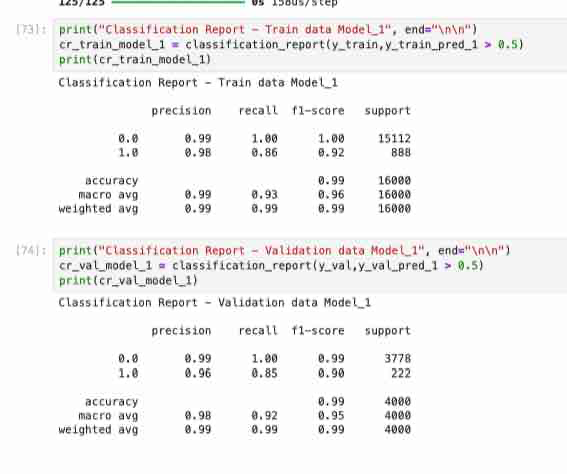 125/125 0s 158us/step
[73]: print("Classification Report - Train data Model_1", end="\n\n")
cr_train_model_1 = classification_report(y_train,y_train_pred_1 > 0.5)
print(cr_train_model_1)
Classification Report - Train data Model_1
precision recall f1-score support
0.0 0.99 1.00 1.00 15112
1.0 0.98 0.86 0.92 888
accuracy 0.99 16000
macro avg 0.99 0.93 0.96 16000
weighted avg 0.99 0.99 0.99 16000
[74]: print("Classification Report - Validation data Model_1", end="\n\n")
cr_val_model_1 = classification_report(y_val,y_val_pred_1 > 0.5)
print(cr_val_model_1)
Classification Report - Validation data Model_1
precision recall f1-score support
0.0 0.99 1.00 0.99 3778
1.0 0.96 0.85 0.90 222
accuracy 0.99 4000
macro avg 0.98 0.92 0.95 4000
weighted avg 0.99 0.99 0.99 4000